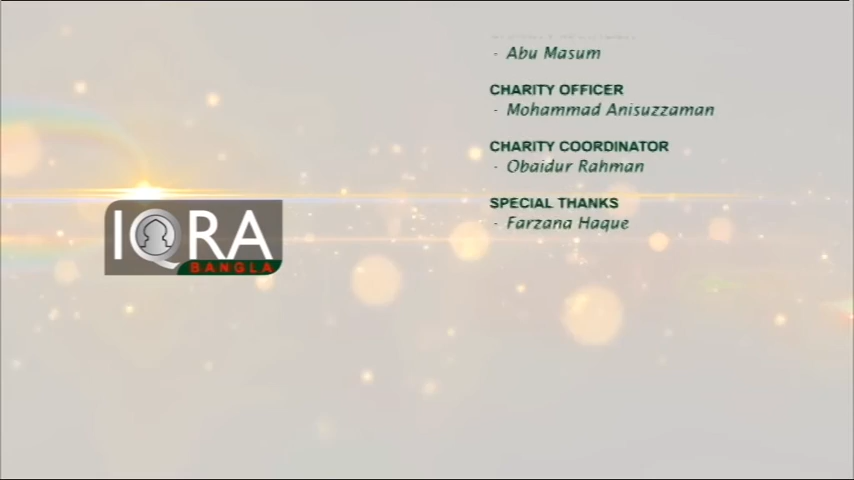 IQRA
BANGLA
- Abu Masum
CHARITY OFFICER
- Mohammad Anisuzzaman
CHARITY COORDINATOR
- Obaidur Rahman
SPECIAL THANKS
- Farzana Haque